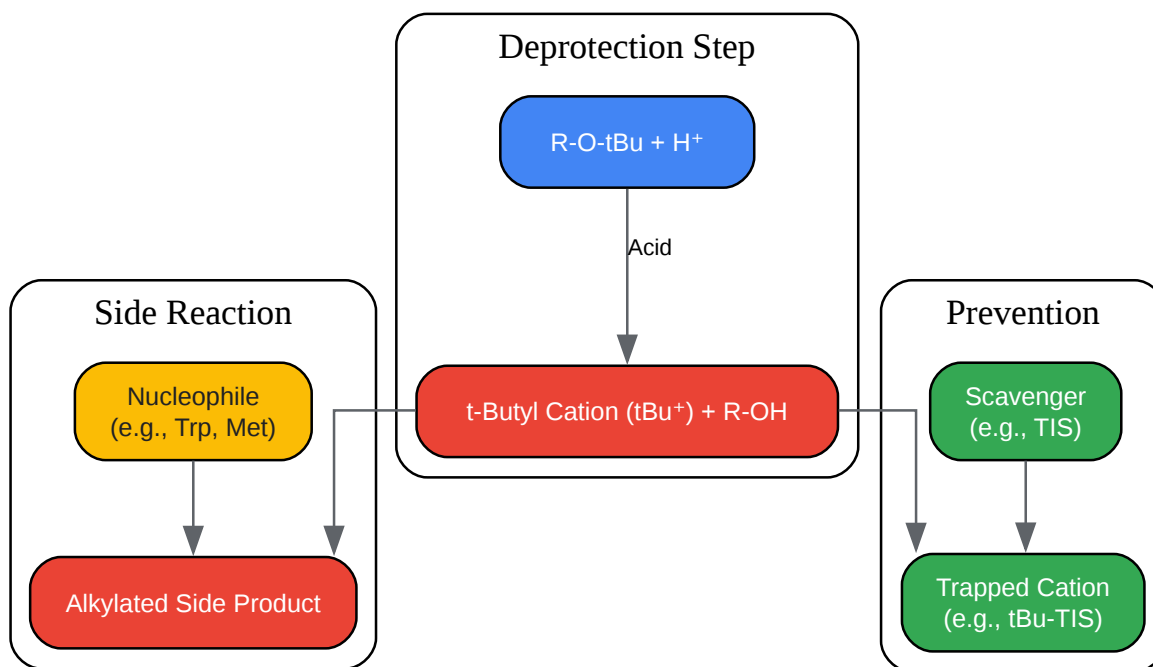 Deprotection Step
R-O-tBu + H⁺
Acid
t-Butyl Cation (tBu⁺) + R-OH
Side Reaction
Nucleophile
(e.g., Trp, Met)
Alkylated Side Product
Prevention
Scavenger
(e.g., TIS)
Trapped Cation
(e.g., tBu-TIS)